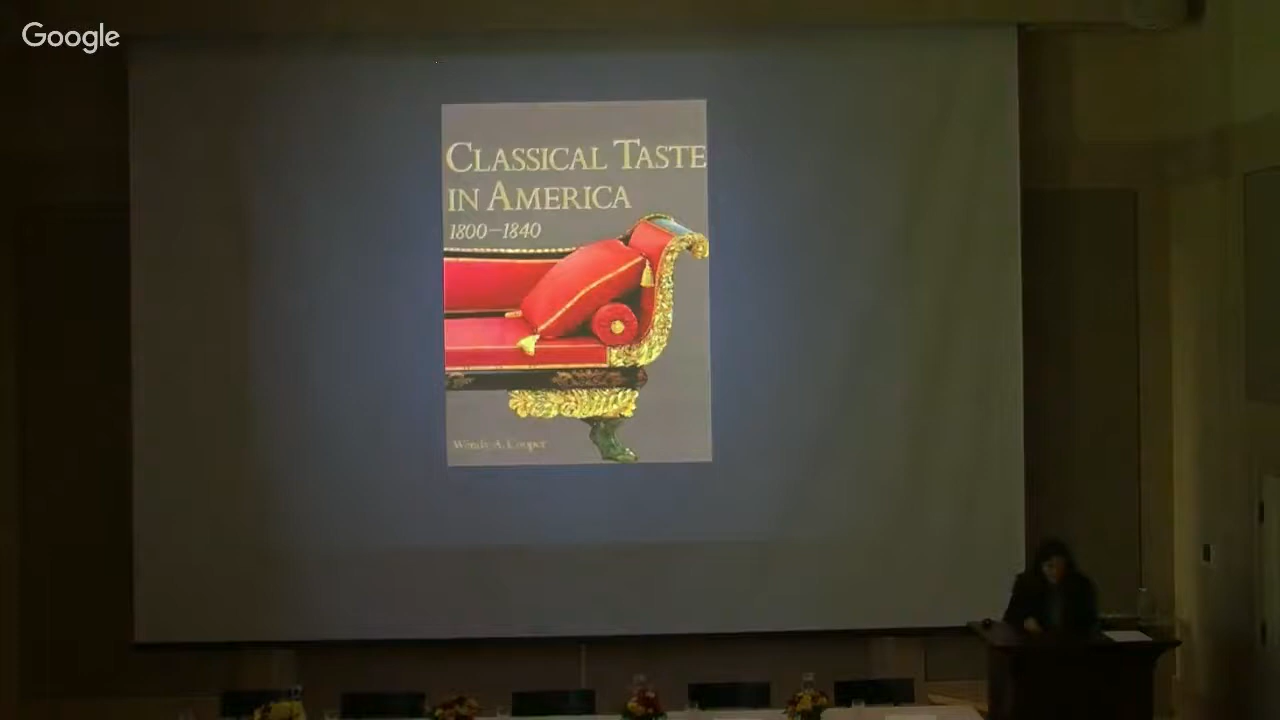 Google
CLASSICAL TASTE
IN AMERICA
1800–1840
Wendy A. Cooper